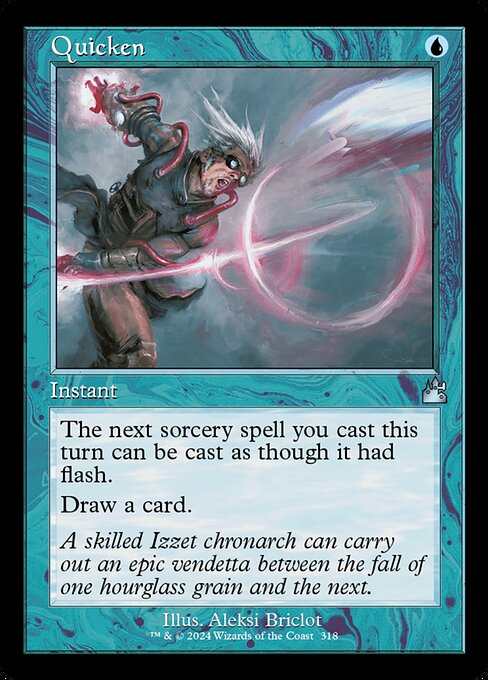 Quicken
Instant
The next sorcery spell you cast this
turn can be cast as though it had
flash.
Draw a card.
A skilled Izzet chronarch can carry
out an epic vendetta between the fall of
one hourglass grain and the next.
Illus. Aleksi Briclot
™ & © 2024 Wizards of the Coast 318